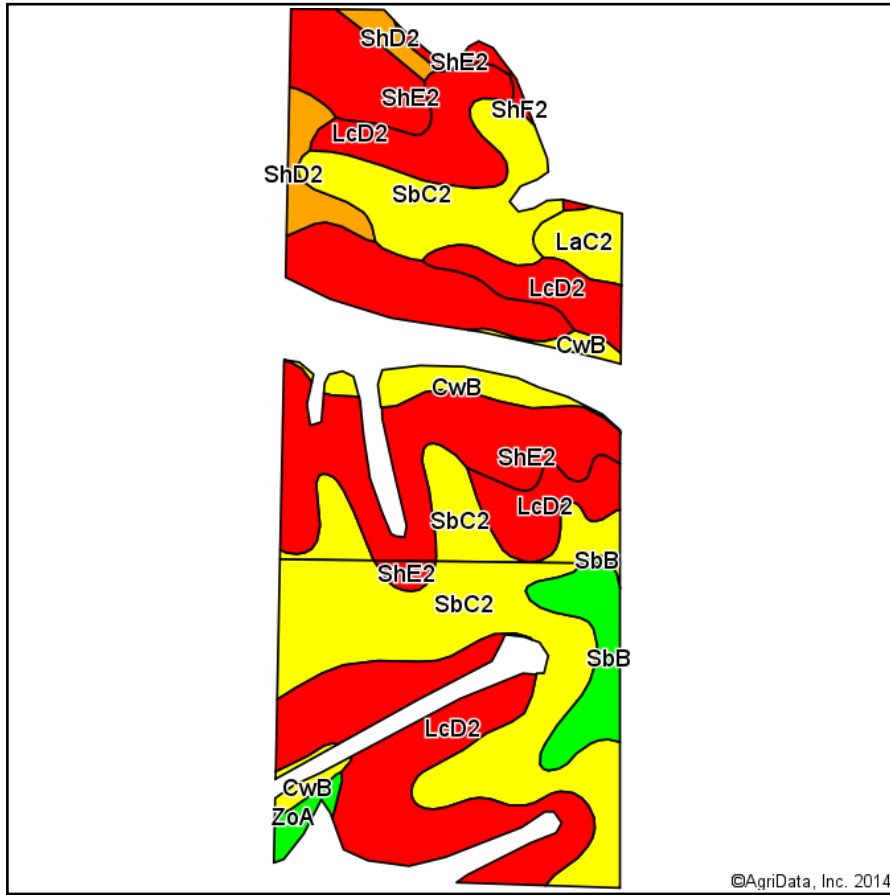 ShD2
ShE2
ShE2
ShF2
LcD2
ShD2
SbC2
LaC2
LcD2
CwB
CwB
ShE2
LcD2
SbC2
SbB
ShE2
SbC2
SbB
LcD2
CwB
ZoA
©AgriData, Inc. 2014